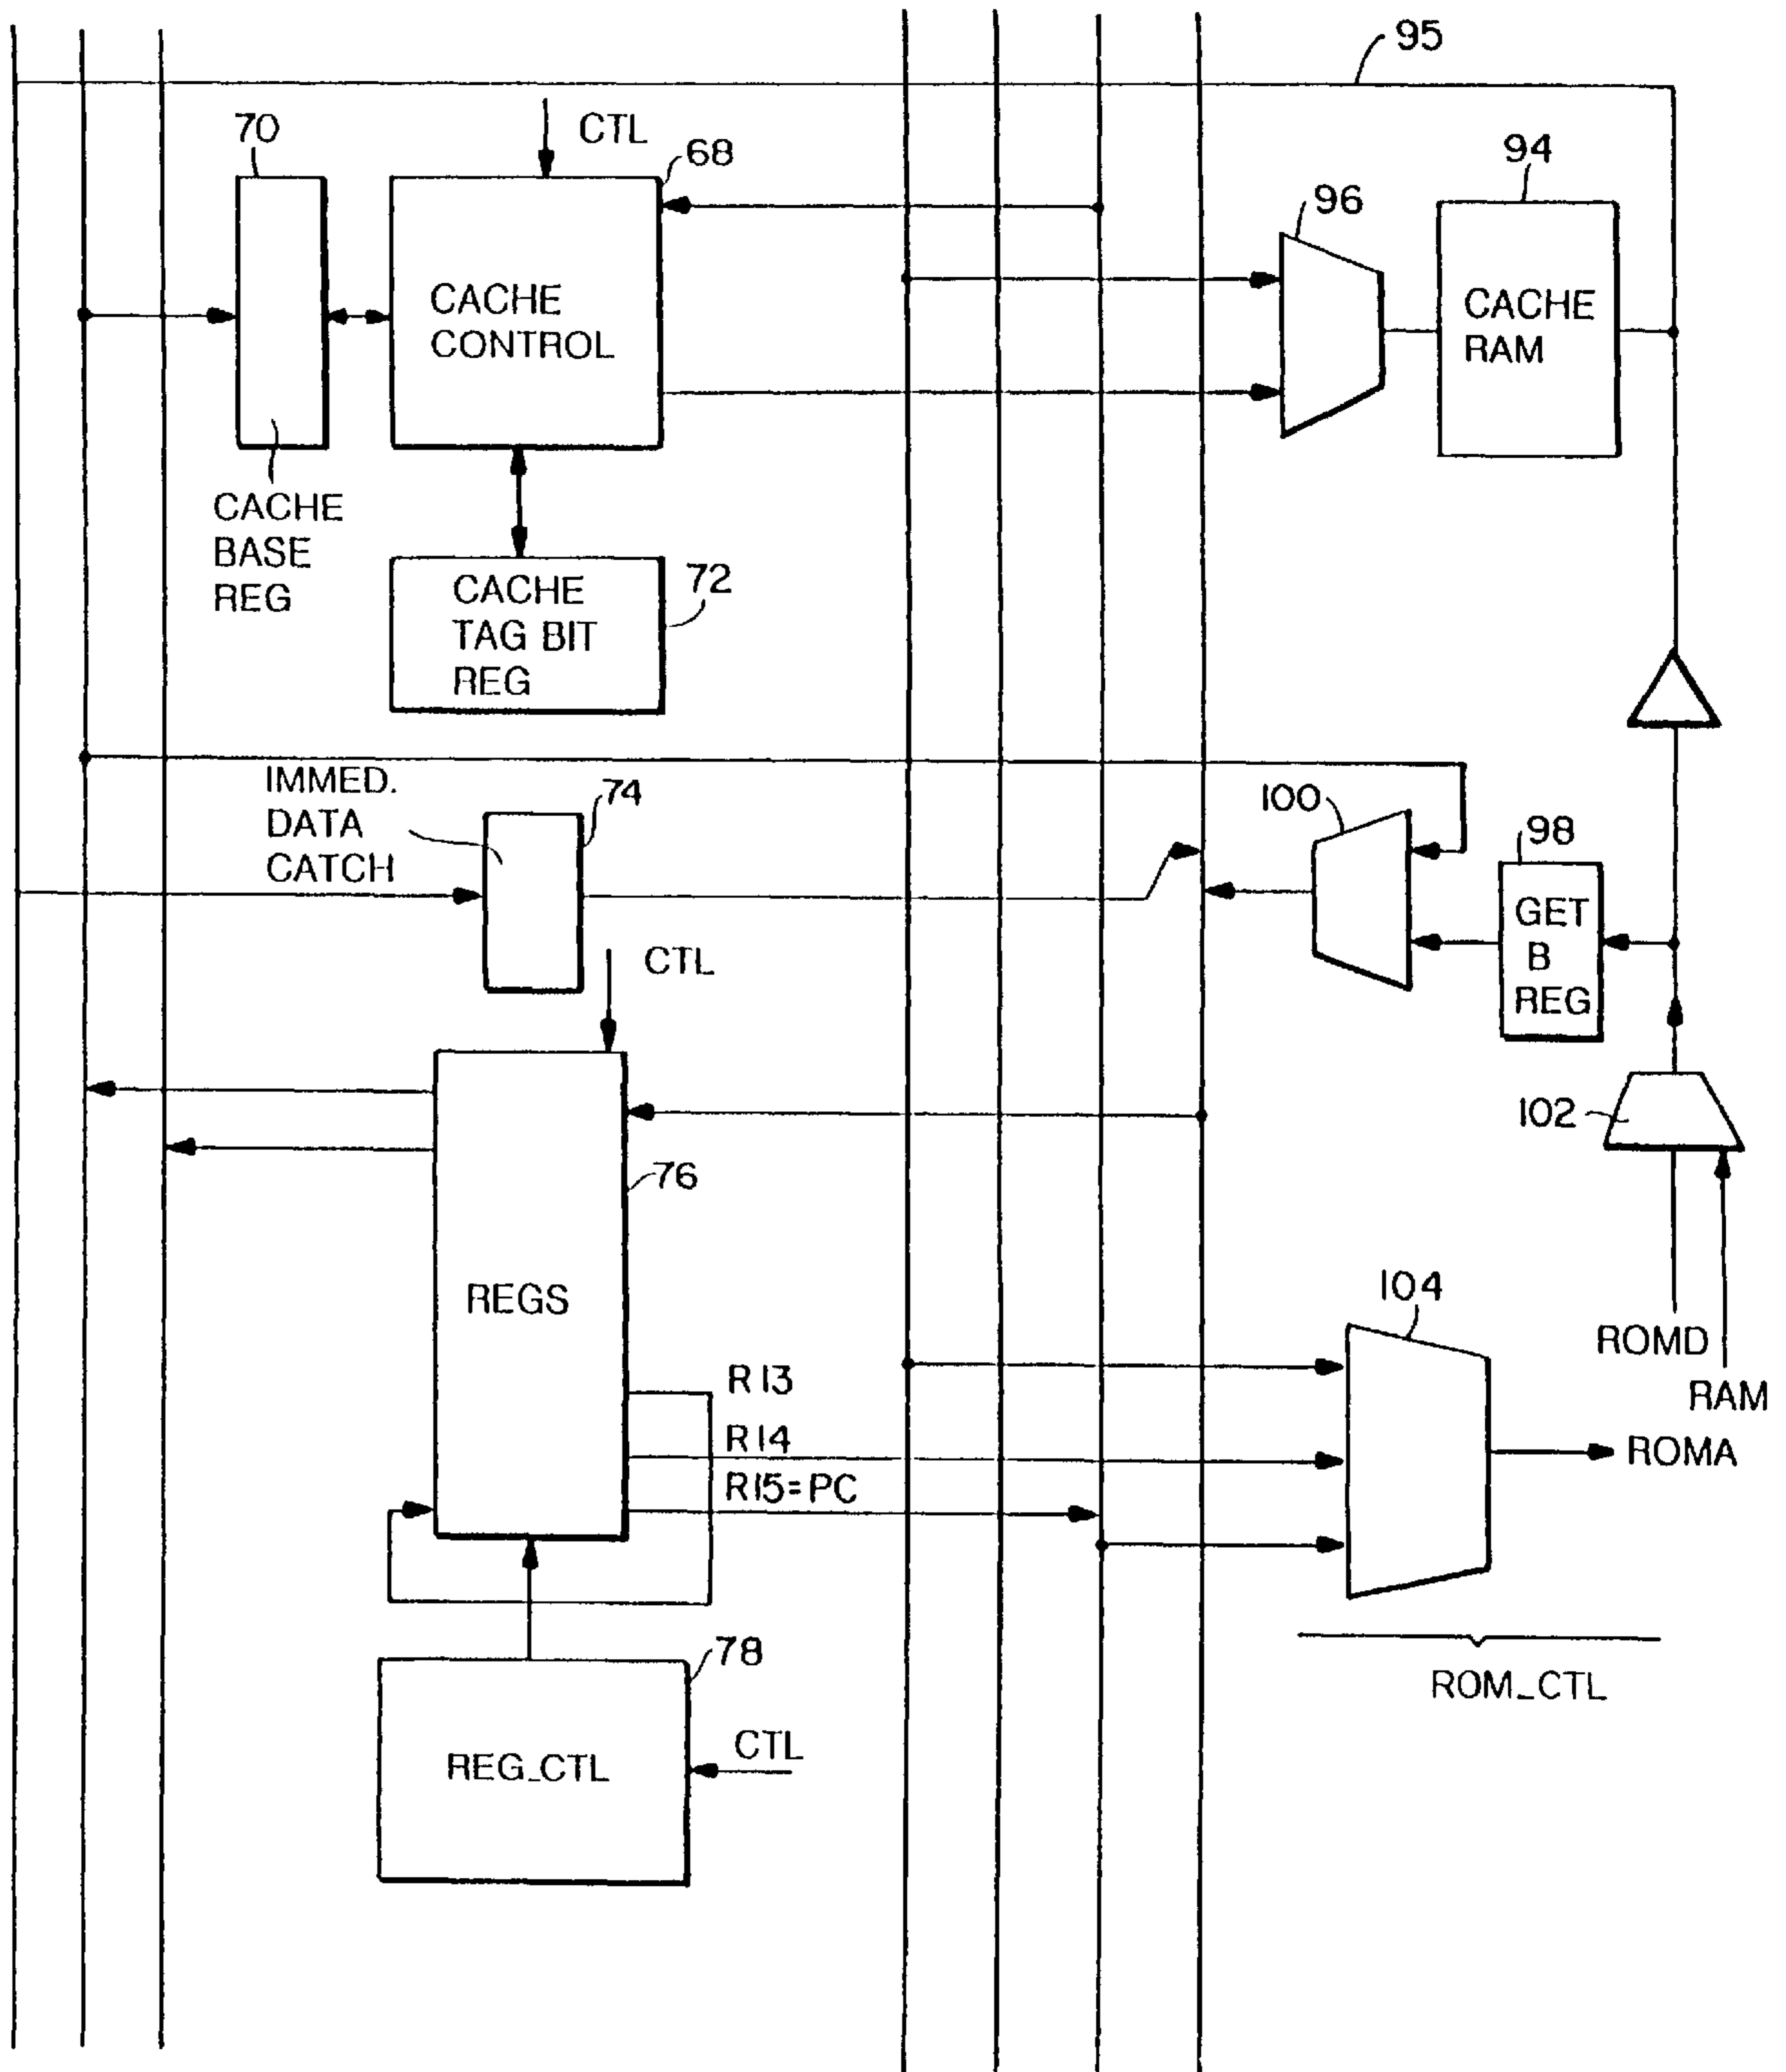 95
70
CTL
68
94
96
CACHE
CONTROL
CACHE
RAM
CACHE
BASE
REG
72
CACHE
TAG BIT
REG
IMMED.
DATA
CATCH
74
100
98
GET
B
REG
CTL
102
76
REGS
104
ROMD
RAM
R13
R14
ROMA
R15=PC
78
ROM_CTL
REG_CTL
CTL